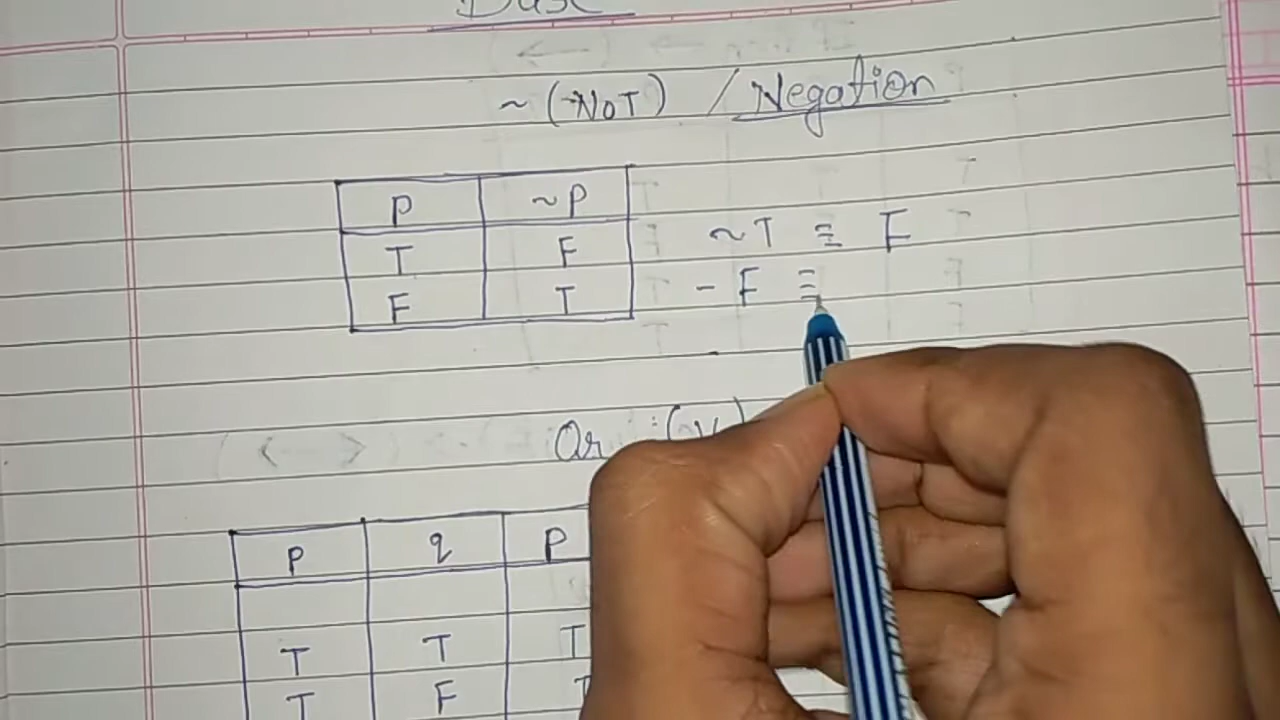 ~ (NOT) / Negation
P ~P
T F ~T ≡ F
F T - F ≡
Or (V)
P q P
T T T
T F T